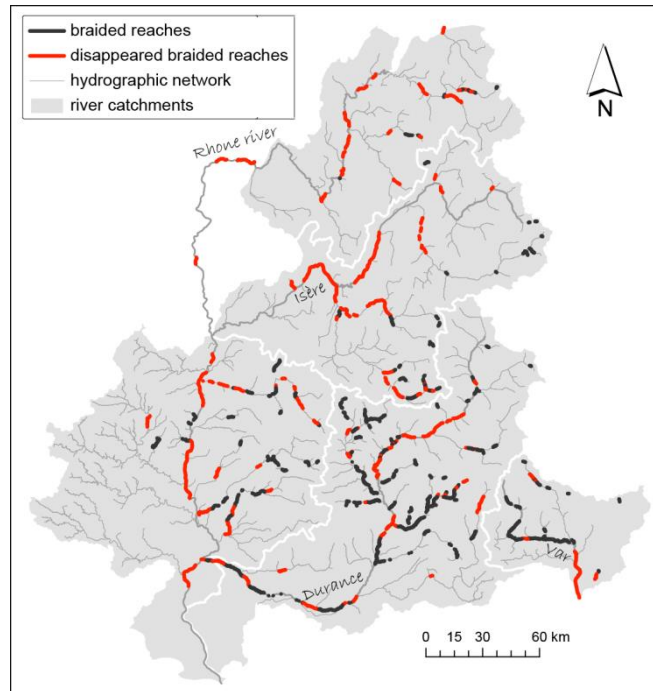 braided reaches
disappeared braided reaches
hydrographic network
river catchments
N
Rhone river
Isère
Durance
Var
0 15 30 60 km